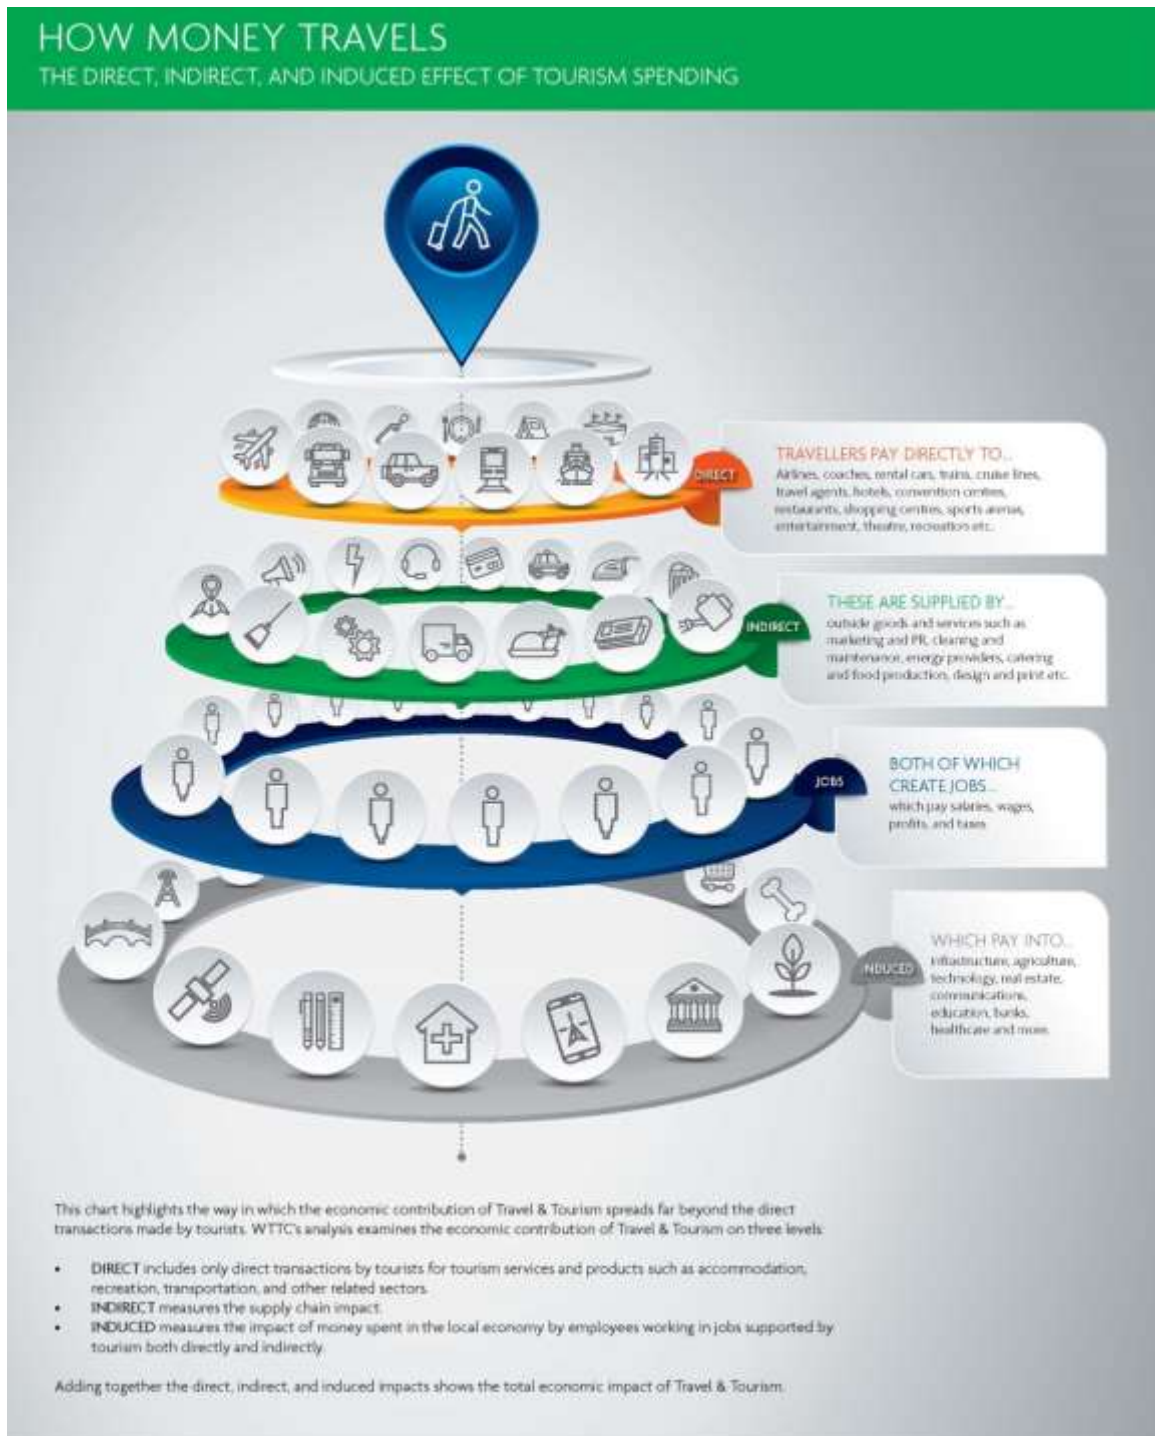 HOW MONEY TRAVELS
THE DIRECT, INDIRECT, AND INDUCED EFFECT OF TOURISM SPENDING
DIRECT
TRAVELLERS PAY DIRECTLY TO...
Airlines, coaches, rental cars, trains, cruise lines,
travel agents, hotels, convention centres,
restaurants, shopping centres, sports arenas,
entertainment, theatre, recreation etc.
INDIRECT
THESE ARE SUPPLIED BY...
outside goods and services such as
marketing and PR, cleaning and
maintenance, energy providers, catering
and food production, design and print etc.
JOBS
BOTH OF WHICH
CREATE JOBS...
which pay salaries, wages,
profits, and taxes
INDUCED
WHICH PAY INTO...
Infrastructure, agriculture,
technology, real estate,
communications,
education, banks,
healthcare and more.
This chart highlights the way in which the economic contribution of Travel & Tourism spreads far beyond the direct
transactions made by tourists. WTTC's analysis examines the economic contribution of Travel & Tourism on three levels:
• DIRECT includes only direct transactions by tourists for tourism services and products such as accommodation,
recreation, transportation, and other related sectors.
• INDIRECT measures the supply chain impact.
• INDUCED measures the impact of money spent in the local economy by employees working in jobs supported by
tourism both directly and indirectly.
Adding together the direct, indirect, and induced impacts shows the total economic impact of Travel & Tourism.